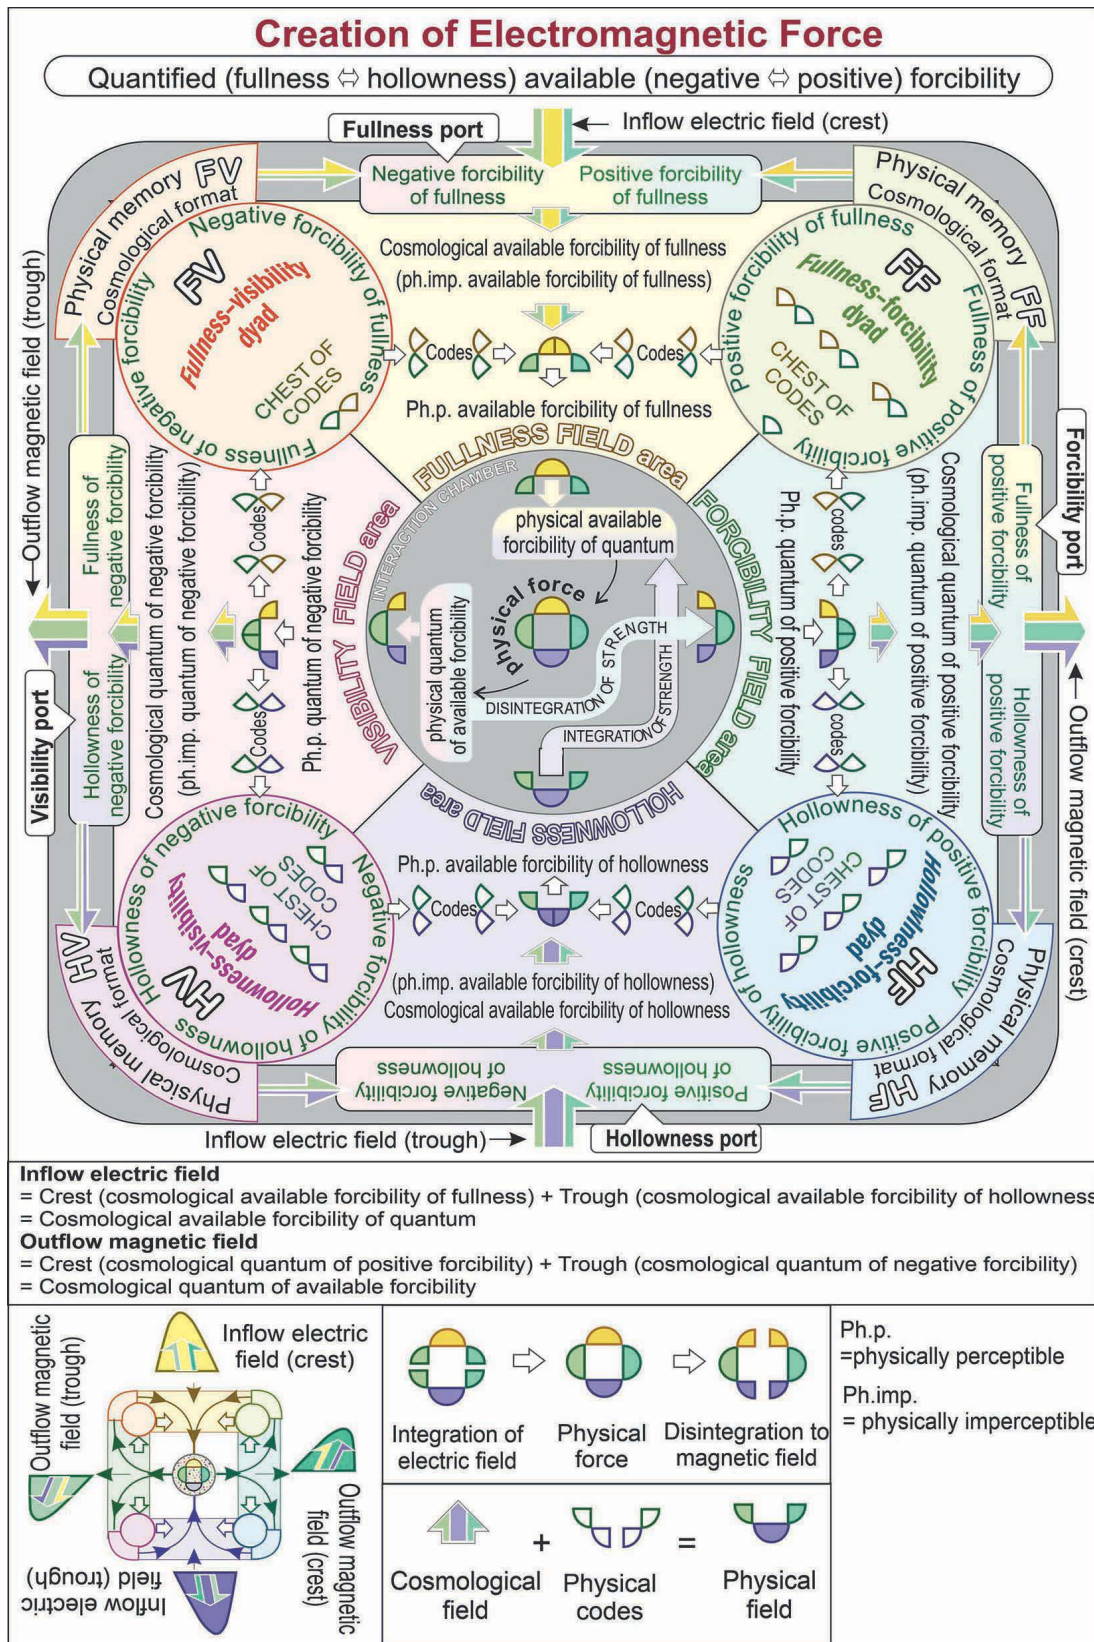 Creation of Electromagnetic Force
Quantified (fullness ⇔ hollowness) available (negative ⇔ positive) forcibility
Fullness port
Inflow electric field (crest)
Negative forcibility
of fullness
Positive forcibility
of fullness
Physical memory FV
Cosmological format
Physical memory FF
Cosmological format
Negative forcibility of fullness
Fullness of negative forcibility
FV
Fullness-visibility
dyad
CHEST OF
CODES
Cosmological available forcibility of fullness
(ph.imp. available forcibility of fullness)
Codes
Codes
Ph.p. available forcibility of fullness
Positive forcibility of fullness
Fullness of positive forcibility
FF
Fullness-forcibility
dyad
CHEST OF
CODES
Outflow magnetic field (trough)
Visibility port
Fullness of
negative forcibility
Hollowness of
negative forcibility
Cosmological quantum of negative forcibility
(ph.imp. quantum of negative forcibility)
Codes
Codes
Ph.p. quantum of negative forcibility
FULLNESS FIELD area
VISIBILITY FIELD area
FORCIBILITY FIELD area
HOLLOWNESS FIELD area
INTERACTION CHAMBER
physical available
forcibility of quantum
physical force
physical quantum
of available forcibility
DISINTEGRATION OF STRENGTH
INTEGRATION OF STRENGTH
Ph.p. quantum of positive forcibility
codes
codes
Cosmological quantum of positive forcibility
(ph.imp. quantum of positive forcibility)
Fullness of
positive forcibility
Hollowness of
positive forcibility
Forcibility port
Outflow magnetic field (crest)
Hollowness of negative forcibility
Negative forcibility of hollowness
CHEST OF
CODES
Hollowness-visibility
dyad
HV
Ph.p. available forcibility of hollowness
Codes
Codes
(ph.imp. available forcibility of hollowness)
Cosmological available forcibility of hollowness
Hollowness of positive forcibility
Positive forcibility of hollowness
CHEST OF
CODES
Hollowness-forcibility
dyad
HF
Physical memory HV
Cosmological format
Physical memory HF
Cosmological format
Negative forcibility
of hollowness
Positive forcibility
of hollowness
Inflow electric field (trough)
Hollowness port
Inflow electric field
= Crest (cosmological available forcibility of fullness) + Trough (cosmological available forcibility of hollowness
= Cosmological available forcibility of quantum
Outflow magnetic field
= Crest (cosmological quantum of positive forcibility) + Trough (cosmological quantum of negative forcibility)
= Cosmological quantum of available forcibility
Outflow magnetic
field (trough)
Inflow electric
field (crest)
Outflow magnetic
field (crest)
Inflow electric
field (trough)
Integration of
electric field
Physical
force
Disintegration to
magnetic field
Cosmological
field
+
Physical
codes
=
Physical
field
Ph.p.
=physically perceptible
Ph.imp.
= physically imperceptible